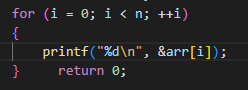 for (i = 0; i < n; ++i)
{
    printf("%d\n", &arr[i]);
}     return 0;